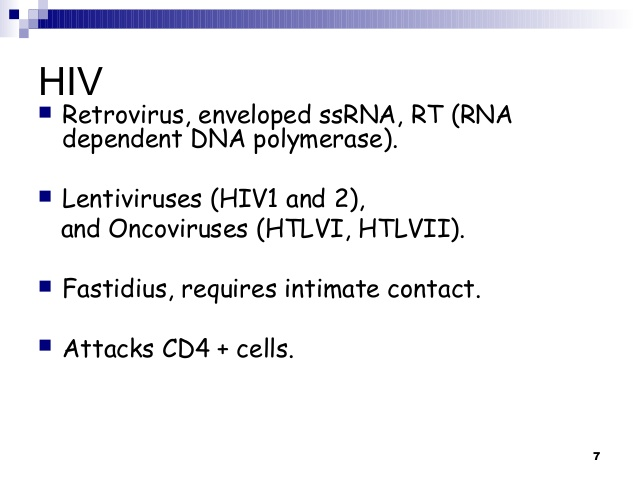 HIV
Retrovirus, enveloped ssRNA, RT (RNA
dependent DNA polymerase).
Lentiviruses (HIV1 and 2),
and Oncoviruses (HTLVI, HTLVII).
Fastidius, requires intimate contact.
Attacks CD4 + cells.
7